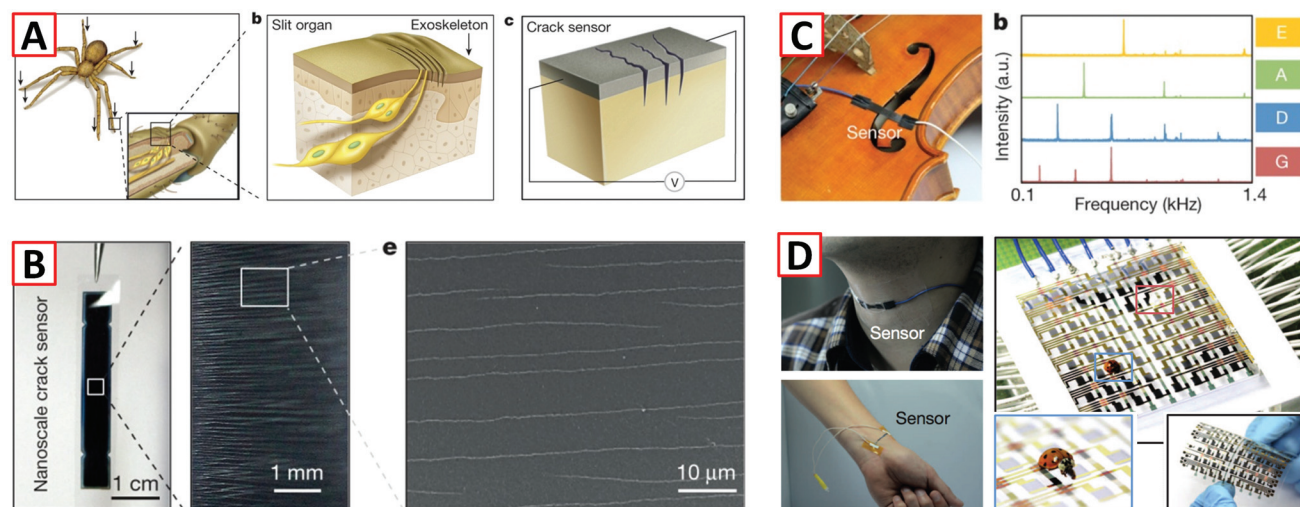 A
b
Slit organ
Exoskeleton
c
Crack sensor
V
B
Nanoscale crack sensor
1 cm
1 mm
e
10 μm
C
Sensor
b
Intensity (a.u.)
E
A
D
G
0.1
1.4
Frequency (kHz)
D
Sensor
Sensor